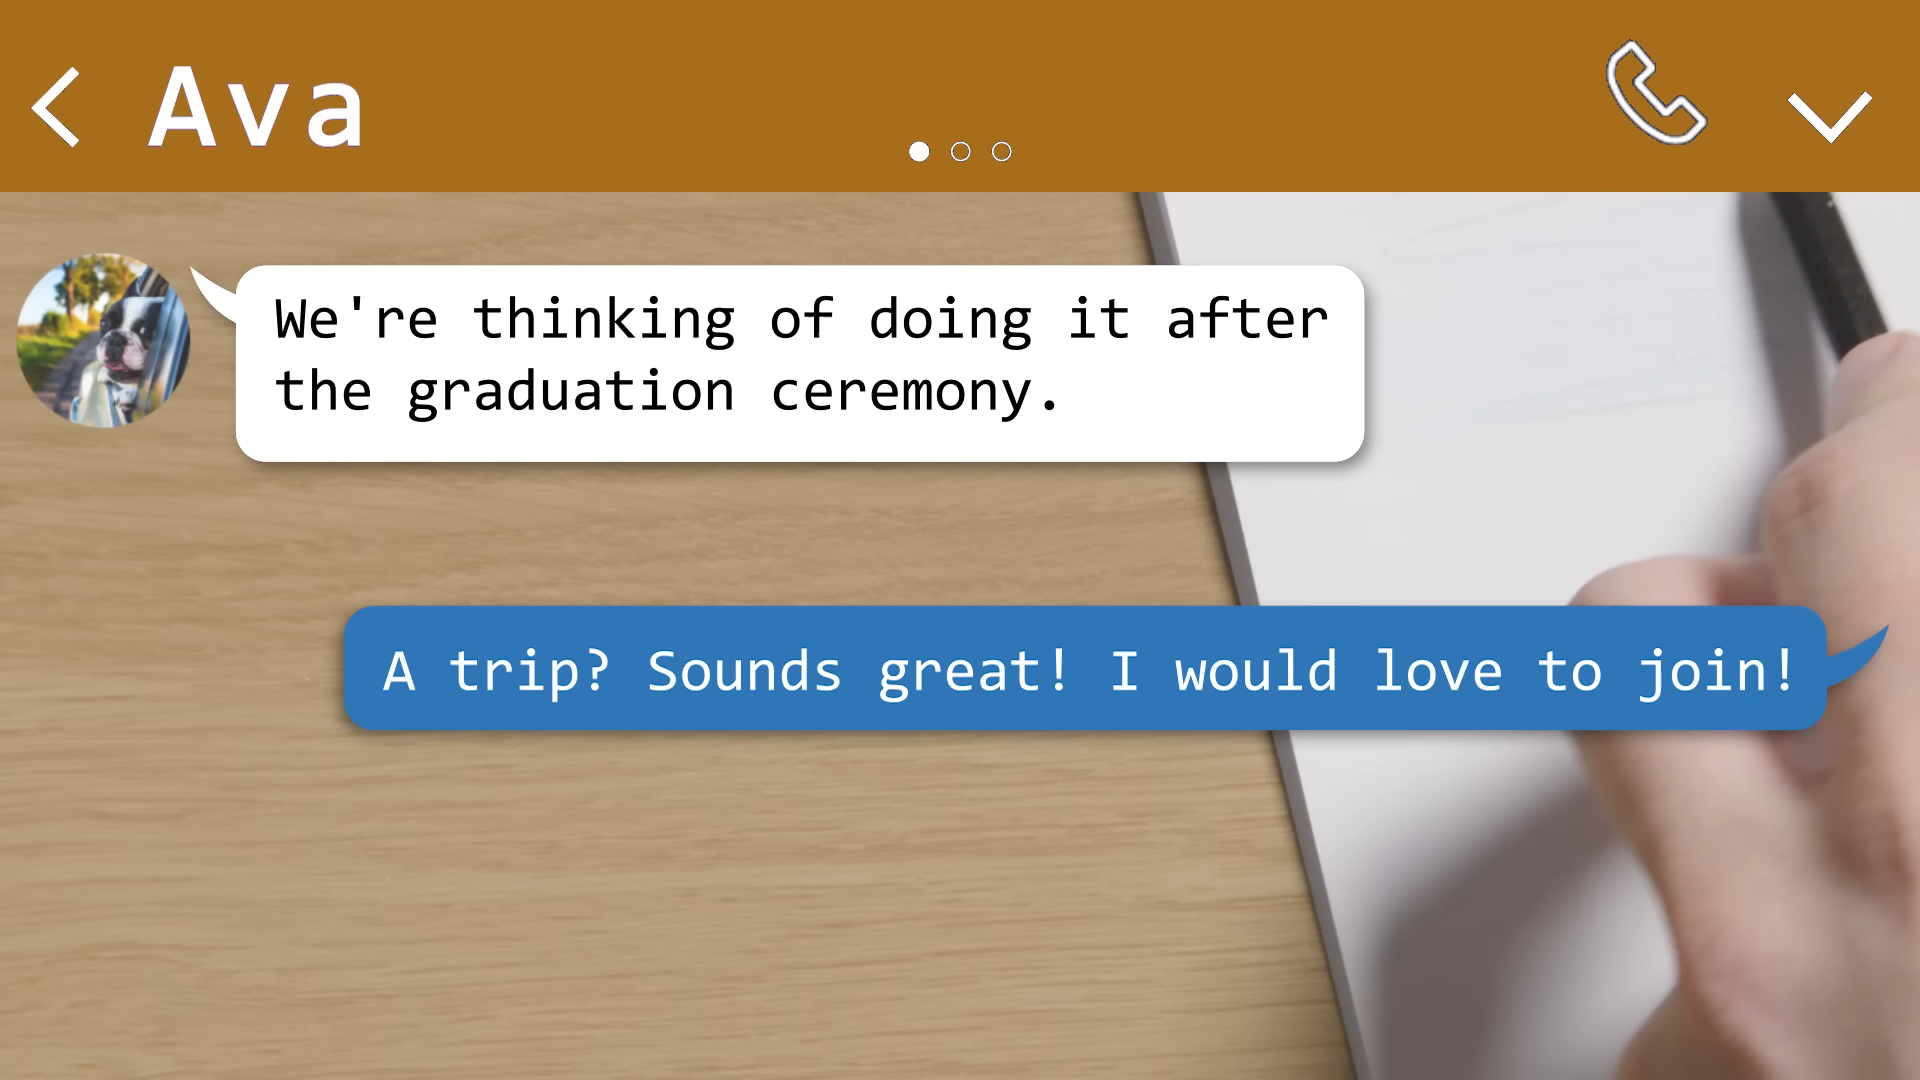 Ava
We're thinking of doing it after
the graduation ceremony.
A trip? Sounds great! I would love to join!